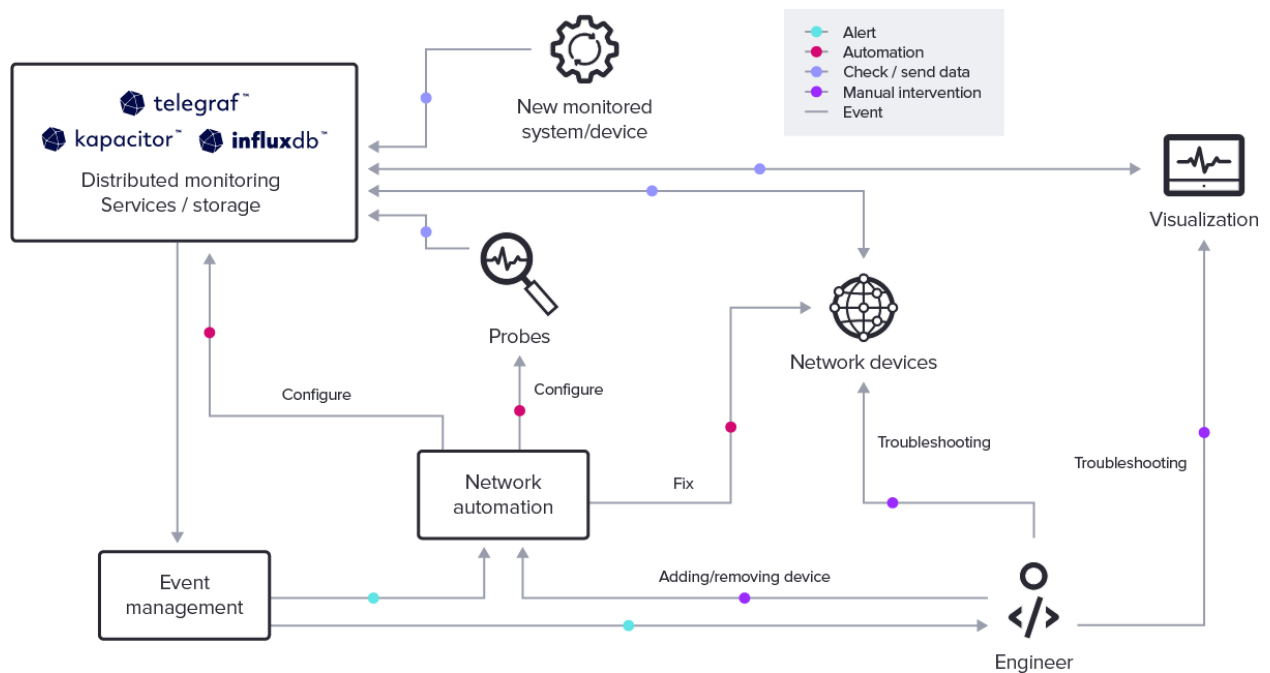 telegraf™
kapacitor™
influxdb™
Distributed monitoring
Services / storage
New monitored
system/device
Alert
Automation
Check / send data
Manual intervention
Event
Visualization
Probes
Network devices
Configure
Configure
Troubleshooting
Troubleshooting
Network
automation
Fix
Event
management
Adding/removing device
</>
Engineer